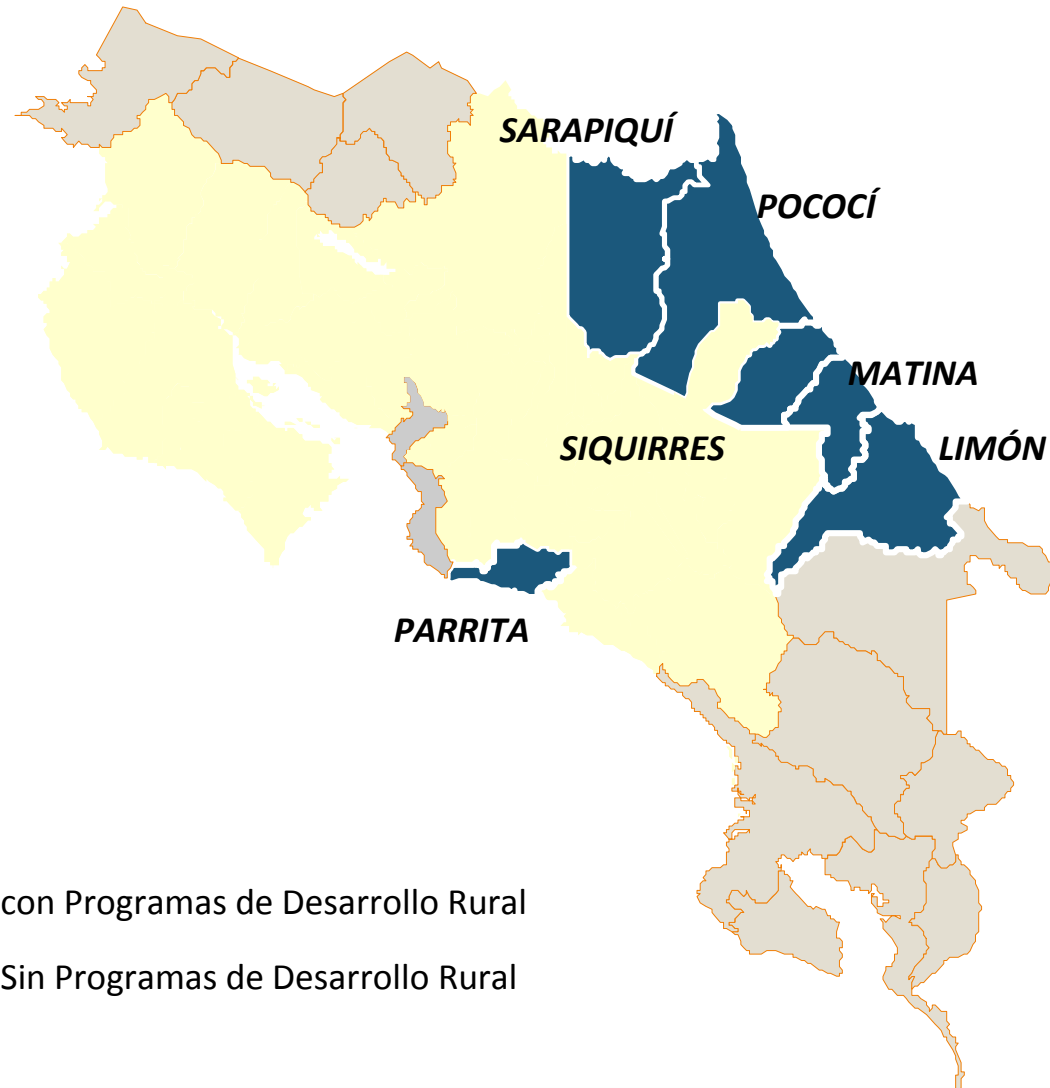 SARAPIQUÍ
POCOCÍ
MATINA
SIQUIRRES
LIMÓN
PARRITA
con Programas de Desarrollo Rural
Sin Programas de Desarrollo Rural